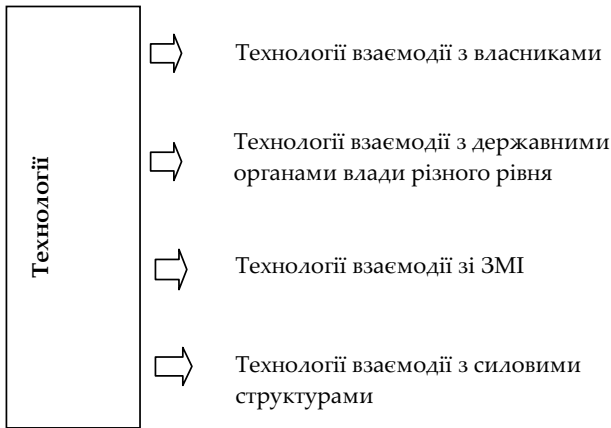 Технології
Технології взаємодії з власниками
Технології взаємодії з державними
органами влади різного рівня
Технології взаємодії зі ЗМІ
Технології взаємодії з силовими
структурами